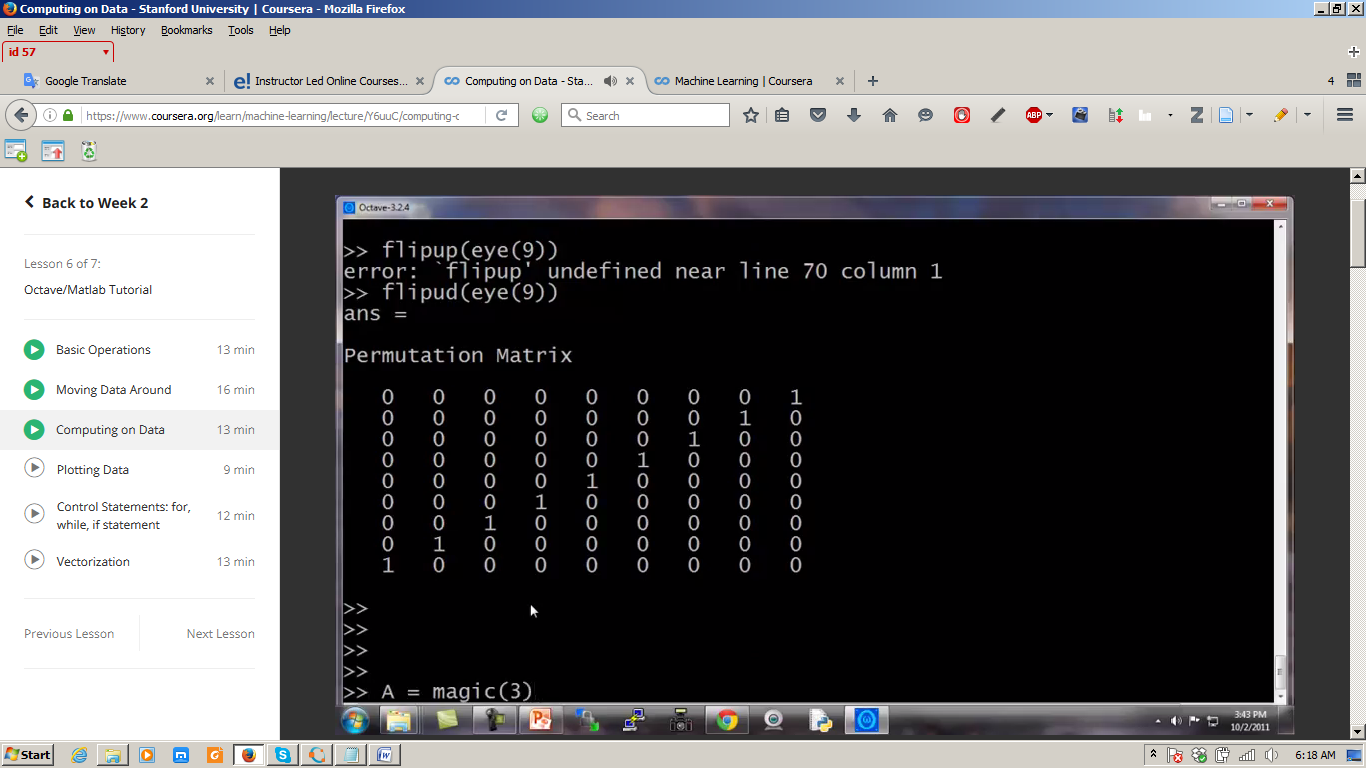 Computing on Data - Stanford University | Coursera - Mozilla Firefox
File Edit View History Bookmarks Tools Help
id 57
Google Translate
Instructor Led Online Courses...
Computing on Data - Sta...
Machine Learning | Coursera
4
https://www.coursera.org/learn/machine-learning/lecture/Y6uuC/computing-c
Search
ABP
Back to Week 2
Lesson 6 of 7:
Octave/Matlab Tutorial
Basic Operations 13 min
Moving Data Around 16 min
Computing on Data 13 min
Plotting Data 9 min
Control Statements: for,
while, if statement 12 min
Vectorization 13 min
Previous Lesson Next Lesson
Octave-3.2.4
>> flipup(eye(9))
error: `flipup' undefined near line 70 column 1
>> flipud(eye(9))
ans =
Permutation Matrix
0 0 0 0 0 0 0 0 1
0 0 0 0 0 0 0 1 0
0 0 0 0 0 0 1 0 0
0 0 0 0 0 1 0 0 0
0 0 0 0 1 0 0 0 0
0 0 0 1 0 0 0 0 0
0 0 1 0 0 0 0 0 0
0 1 0 0 0 0 0 0 0
1 0 0 0 0 0 0 0 0
>>
>>
>>
>>
>> A = magic(3)
3:43 PM
10/2/2011
Start
6:18 AM